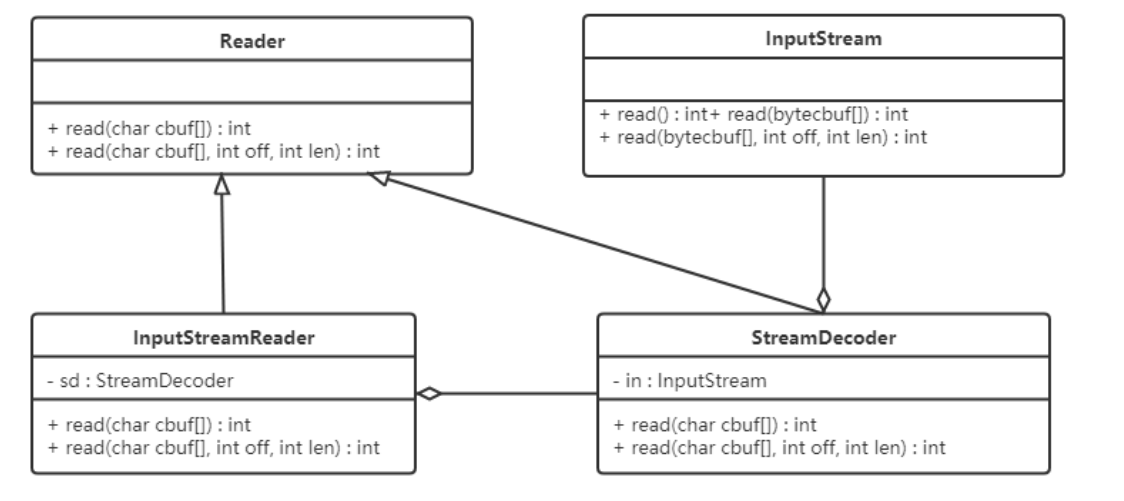 Reader
+ read(char cbuf[]) : int
+ read(char cbuf[], int off, int len) : int
InputStream
+ read() : int+ read(bytecbuf[]) : int
+ read(bytecbuf[], int off, int len) : int
InputStreamReader
- sd : StreamDecoder
+ read(char cbuf[]) : int
+ read(char cbuf[], int off, int len) : int
StreamDecoder
- in : InputStream
+ read(char cbuf[]) : int
+ read(char cbuf[], int off, int len) : int